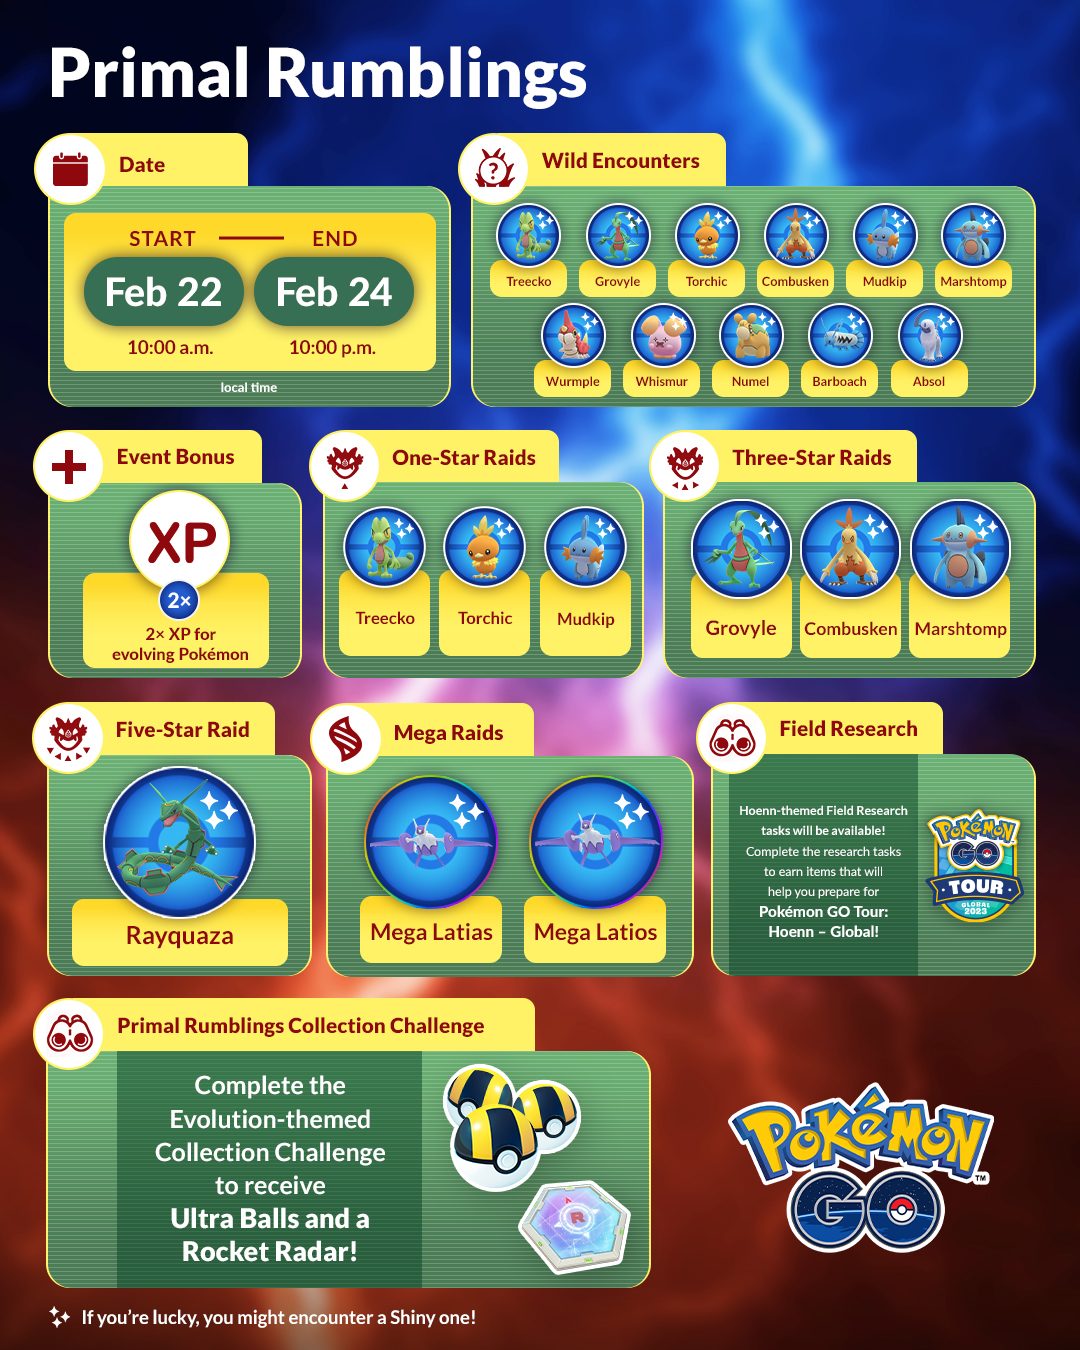 Primal Rumblings
Date
START
END
Feb 22
Feb 24
10:00 a.m.
10:00 p.m.
local time
Wild Encounters
?
Treecko
Grovyle
Torchic
Combusken
Mudkip
Marshtomp
Wurmple
Whismur
Numel
Barboach
Absol
Event Bonus
XP
2×
2× XP for
evolving Pokémon
One-Star Raids
Treecko
Torchic
Mudkip
Three-Star Raids
Grovyle
Combusken
Marshtomp
Five-Star Raid
Rayquaza
Mega Raids
Mega Latias
Mega Latios
Field Research
Hoenn-themed Field Research
tasks will be available!
Complete the research tasks
to earn items that will
help you prepare for
Pokémon GO Tour:
Hoenn – Global!
POKéMON
GO
TOUR
GLOBAL
2023
Primal Rumblings Collection Challenge
Complete the
Evolution-themed
Collection Challenge
to receive
Ultra Balls and a
Rocket Radar!
R
POKéMON
TM
GO
If you're lucky, you might encounter a Shiny one!